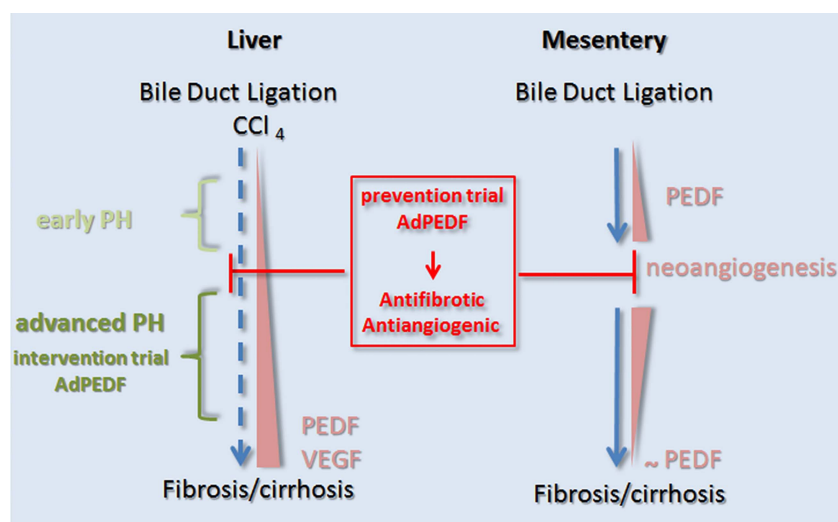 Liver
Bile Duct Ligation
CCl 4
early PH
advanced PH
intervention trial
AdPEDF
PEDF
VEGF
Fibrosis/cirrhosis
prevention trial
AdPEDF
Antifibrotic
Antiangiogenic
Mesentery
Bile Duct Ligation
PEDF
neoangiogenesis
~ PEDF
Fibrosis/cirrhosis